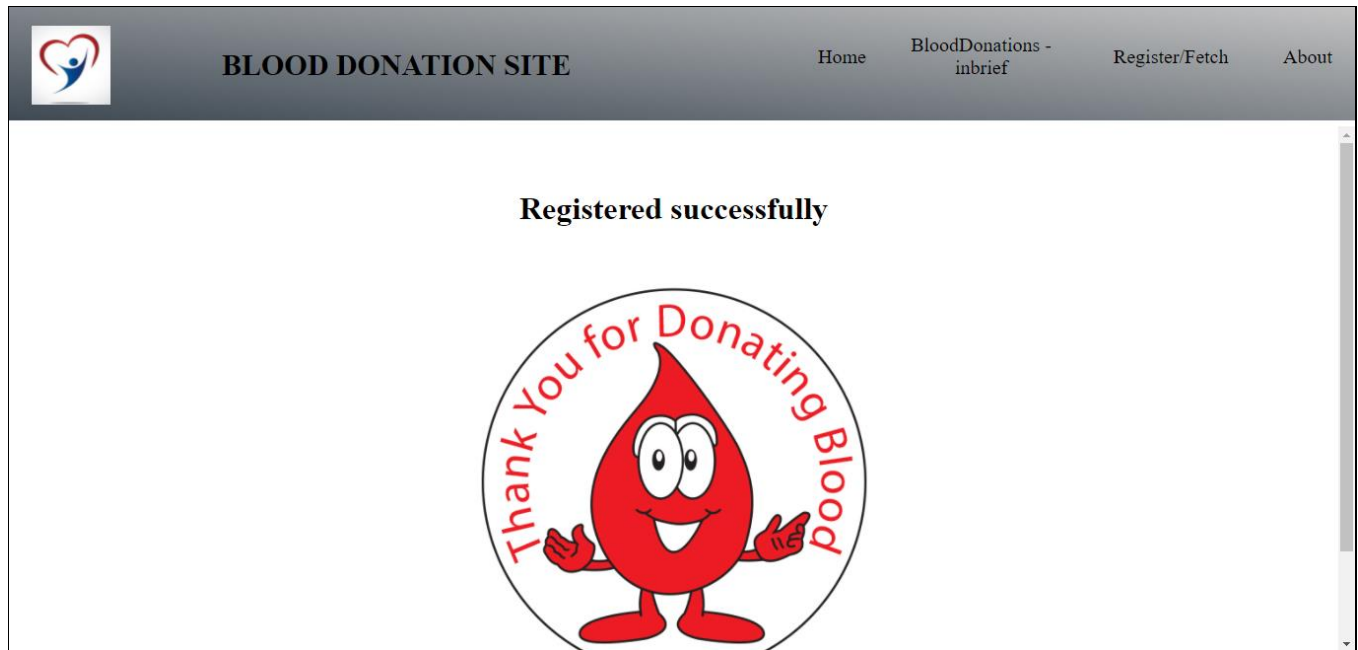 BLOOD DONATION SITE
Home
BloodDonations -
inbrief
Register/Fetch
About
Registered successfully
Thank You for Donating Blood